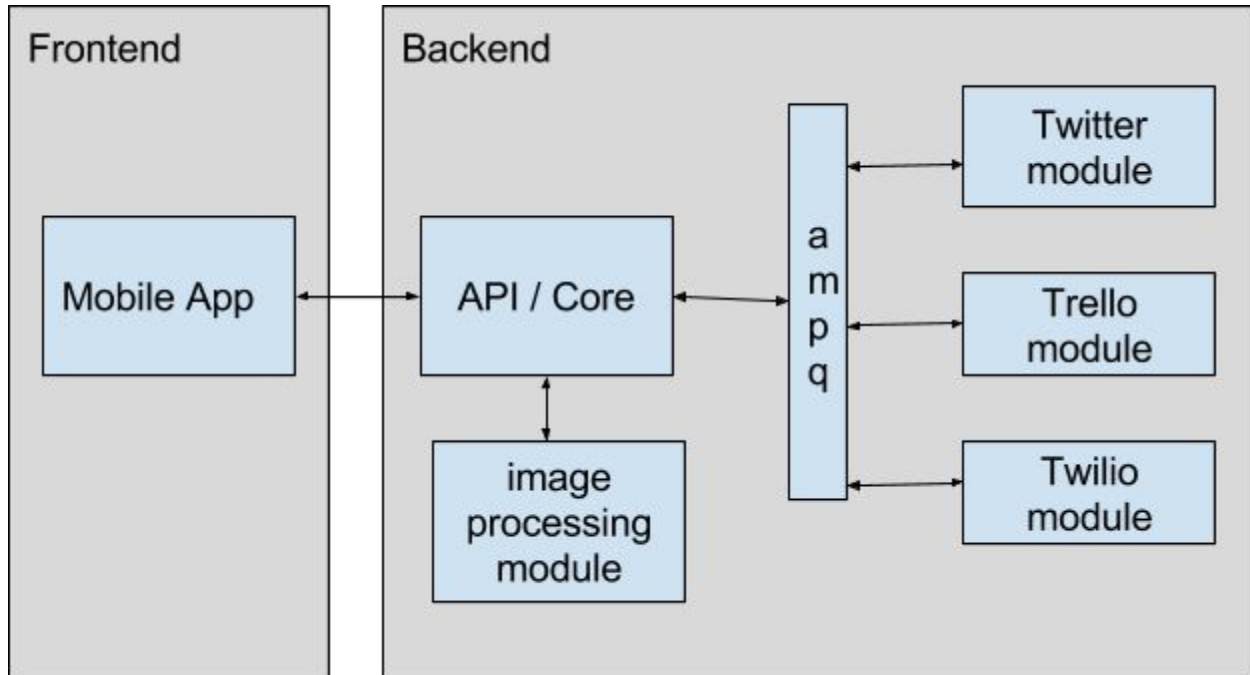 Frontend
Backend
Mobile App
API / Core
image
processing
module
a
m
p
q
Twitter
module
Trello
module
Twilio
module